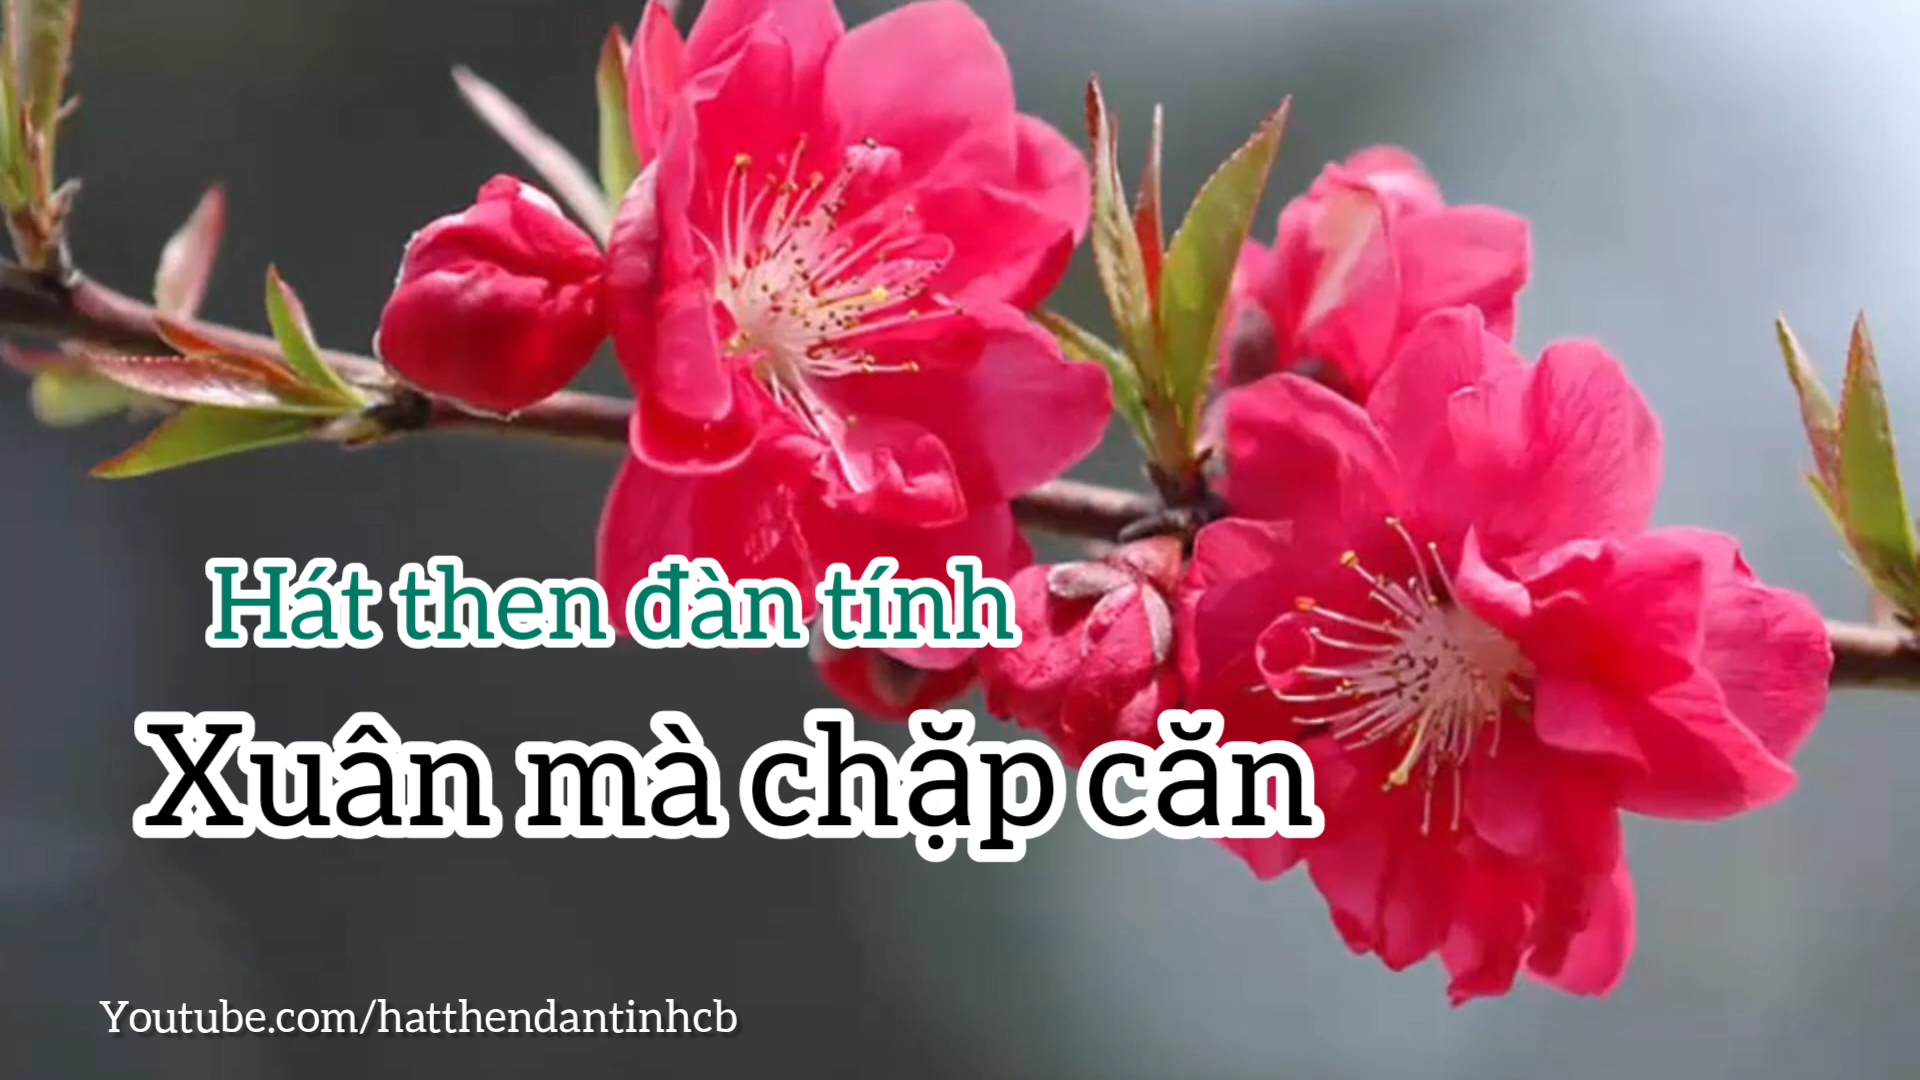 Hát then đàn tính
Xuân mà chặp căn
Youtube.com/hatthendantinhcb